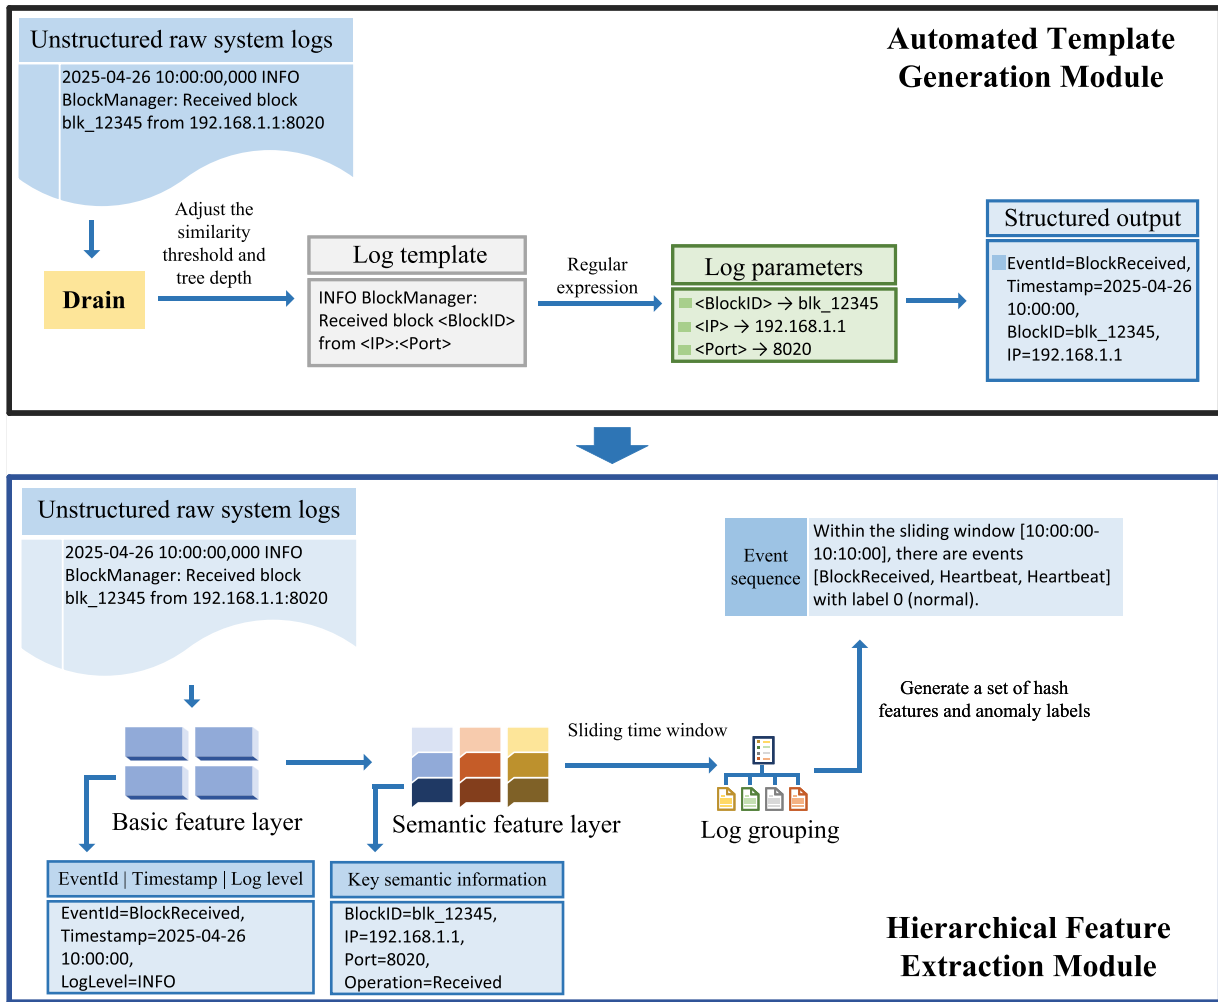 Unstructured raw system logs
2025-04-26 10:00:00,000 INFO
BlockManager: Received block
blk_12345 from 192.168.1.1:8020
Automated Template
Generation Module
Drain
Adjust the
similarity
threshold and
tree depth
Log template
INFO BlockManager:
Received block <BlockID>
from <IP>:<Port>
Regular
expression
Log parameters
<BlockID> → blk_12345
<IP> → 192.168.1.1
<Port> → 8020
Structured output
EventId=BlockReceived,
Timestamp=2025-04-26
10:00:00,
BlockID=blk_12345,
IP=192.168.1.1
Unstructured raw system logs
2025-04-26 10:00:00,000 INFO
BlockManager: Received block
blk_12345 from 192.168.1.1:8020
Event
sequence
Within the sliding window [10:00:00-
10:10:00], there are events
[BlockReceived, Heartbeat, Heartbeat]
with label 0 (normal).
Generate a set of hash
features and anomaly labels
Sliding time window
Basic feature layer
Semantic feature layer
Log grouping
EventId | Timestamp | Log level
EventId=BlockReceived,
Timestamp=2025-04-26
10:00:00,
LogLevel=INFO
Key semantic information
BlockID=blk_12345,
IP=192.168.1.1,
Port=8020,
Operation=Received
Hierarchical Feature
Extraction Module